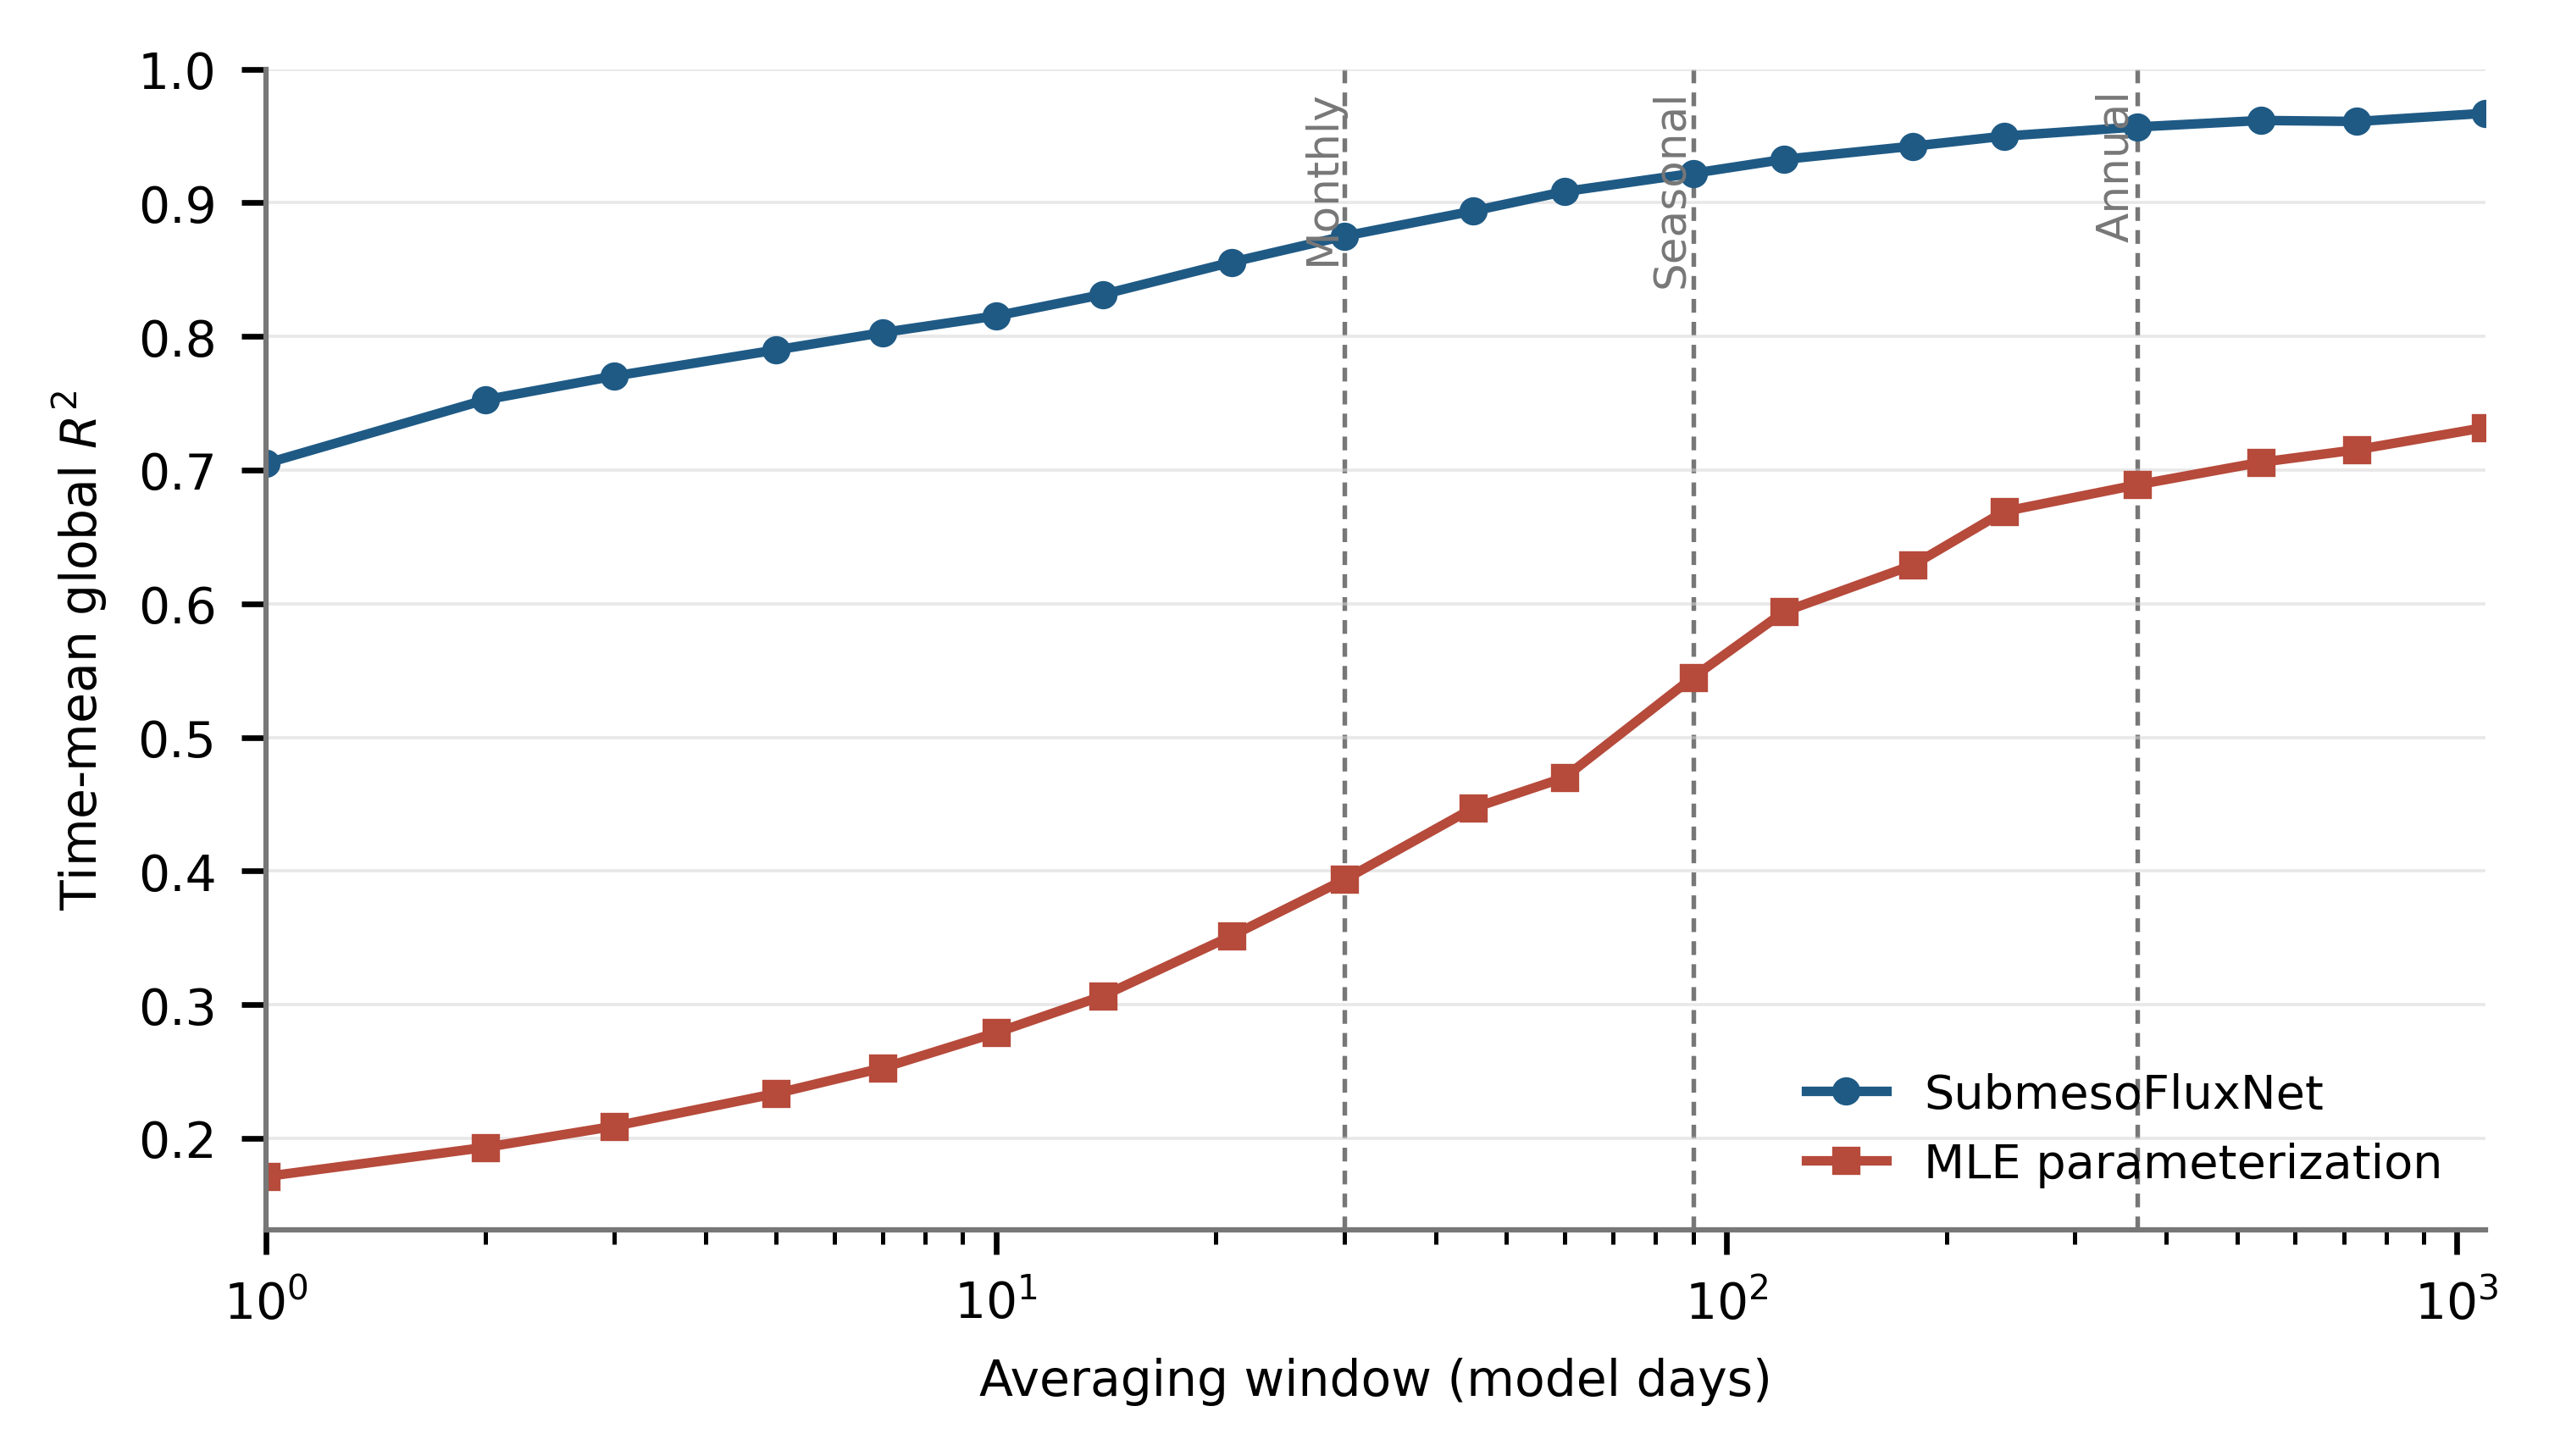 1.0
0.9
0.8
0.7
0.6
0.5
0.4
0.3
0.2
Time-mean global R²
Monthly
Seasonal
Annual
SubmesoFluxNet
MLE parameterization
10⁰
10¹
10²
10³
Averaging window (model days)